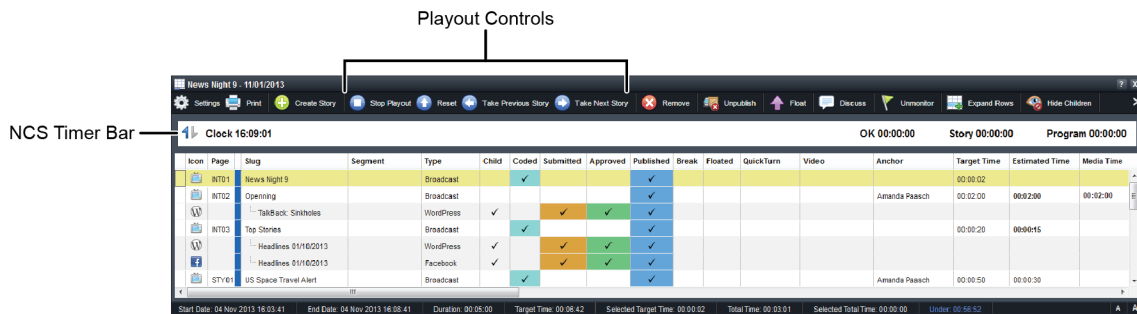 Playout Controls
News Night 9 - 11/01/2013
Settings Print Create Story Stop Playout Reset Take Previous Story Take Next Story Remove Unpublish Float Discuss Unmonitor Expand Rows Hide Children
NCS Timer Bar
Clock 16:09:01 OK 00:00:00 Story 00:00:00 Program 00:00:00
Icon Page Slug Segment Type Child Coded Submitted Approved Published Break Floated QuickTurn Video Anchor Target Time Estimated Time Media Time
INT01 News Night 9 Broadcast ✓ ✓ 00:00:02
INT02 Openning Broadcast ✓ Amanda Paasch 00:02:00 00:02:00 00:02:00
TalkBack: Sinkholes WordPress ✓ ✓ ✓ ✓
INT03 Top Stories Broadcast ✓ ✓ 00:00:20 00:00:15
Headlines 01/10/2013 WordPress ✓ ✓ ✓ ✓
Headlines 01/10/2013 Facebook ✓ ✓ ✓ ✓
STY01 US Space Travel Alert Broadcast ✓ ✓ Amanda Paasch 00:00:50 00:00:30
Start Date: 04 Nov 2013 16:03:41 End Date: 04 Nov 2013 16:08:41 Duration: 00:05:00 Target Time: 00:06:42 Selected Target Time: 00:00:02 Total Time: 00:03:01 Selected Total Time: 00:00:00 Under: 00:56:52 A A